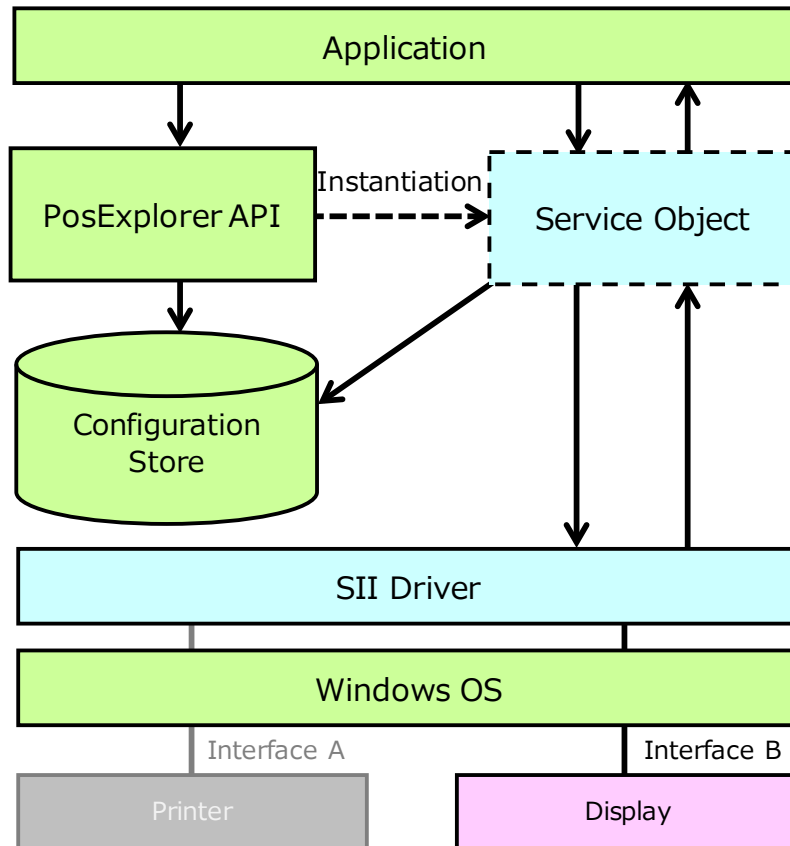 Application
Instantiation
PosExplorer API
Service Object
Configuration
Store
SII Driver
Windows OS
Interface A
Interface B
Printer
Display